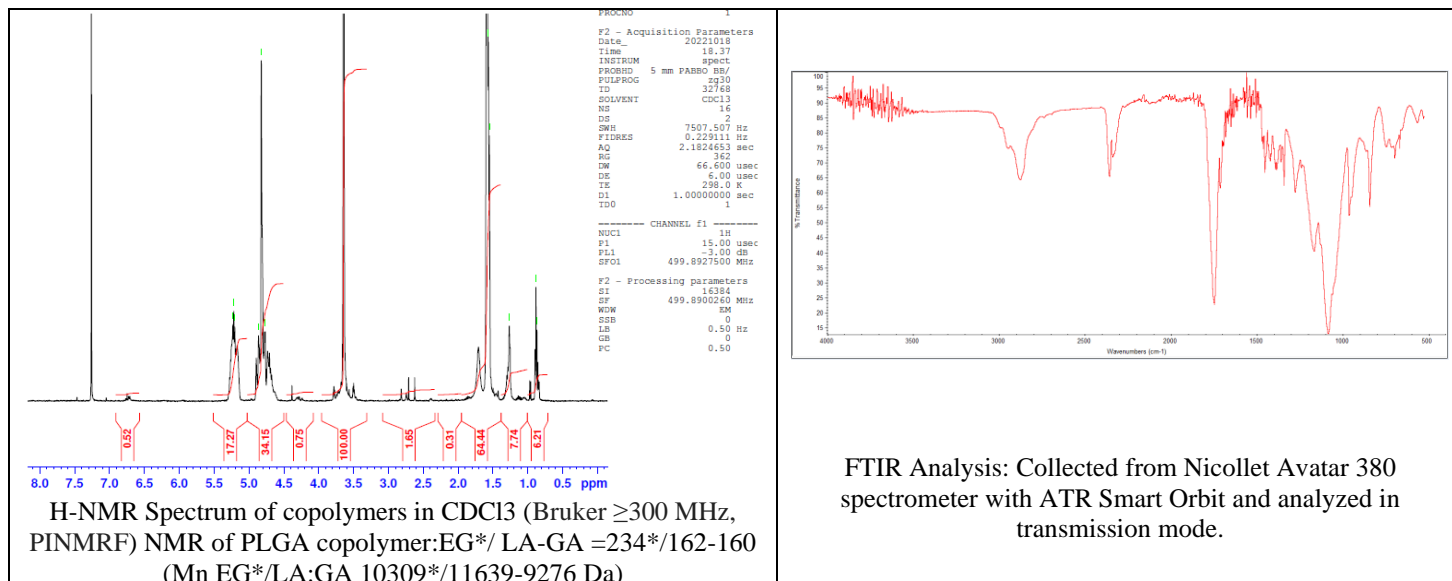 PROCNO 1
F2 - Acquisition Parameters
Date_ 20221018
Time 18.37
INSTRUM spect
PROBHD 5 mm PABBO BB/
PULPROG zg30
TD 32768
SOLVENT CDCl3
NS 16
DS 2
SWH 7507.507 Hz
FIDRES 0.229111 Hz
AQ 2.1824653 sec
RG 362
DW 66.600 usec
DE 6.00 usec
TE 298.0 K
D1 1.00000000 sec
TD0 1
======== CHANNEL f1 ========
NUC1 1H
P1 15.00 usec
PL1 -3.00 dB
SFO1 499.8927500 MHz
F2 - Processing parameters
SI 16384
SF 499.8900260 MHz
WDW EM
SSB 0
LB 0.50 Hz
GB 0
PC 0.50
0.52 17.27 34.15 0.75 100.00 1.65 0.31 64.44 7.74 6.21
8.0 7.5 7.0 6.5 6.0 5.5 5.0 4.5 4.0 3.5 3.0 2.5 2.0 1.5 1.0 0.5 ppm
H-NMR Spectrum of copolymers in CDCl3 (Bruker ≥300 MHz,
PINMRF) NMR of PLGA copolymer:EG*/ LA-GA =234*/162-160
(Mn EG*/LA:GA 10309*/11639-9276 Da)
100
95
90
85
80
75
70
65
60
55
50
45
40
35
30
25
20
15
%Transmittance
4000 3500 3000 2500 2000 1500 1000 500
Wavenumbers (cm-1)
FTIR Analysis: Collected from Nicollet Avatar 380
spectrometer with ATR Smart Orbit and analyzed in
transmission mode.